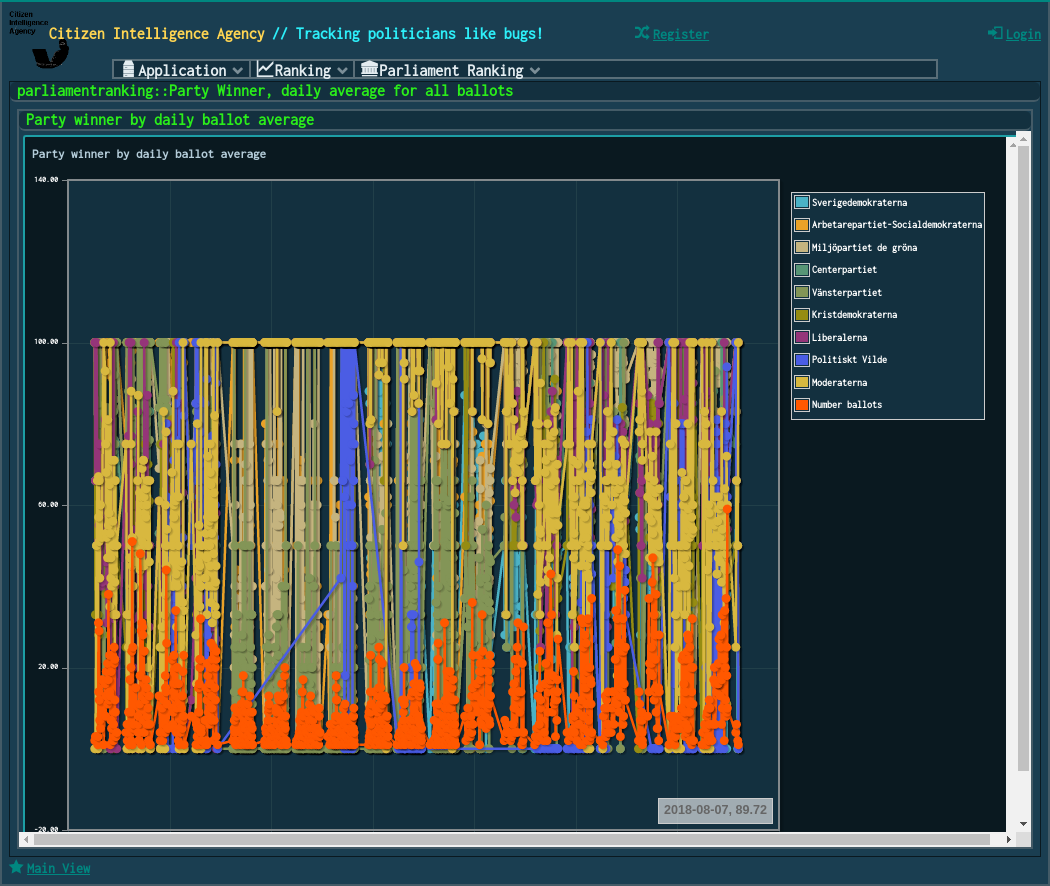 Citizen
Intelligence
Agency
Citizen Intelligence Agency // Tracking politicians like bugs!
Register
Login
Application
Ranking
Parliament Ranking
parliamentranking::Party Winner, daily average for all ballots
Party winner by daily ballot average
Party winner by daily ballot average
140.00
100.00
60.00
20.00
-20.00
Sverigedemokraterna
Arbetarepartiet-Socialdemokraterna
Miljöpartiet de gröna
Centerpartiet
Vänsterpartiet
Kristdemokraterna
Liberalerna
Politiskt Vilde
Moderaterna
Number ballots
2018-08-07, 89.72
Main View